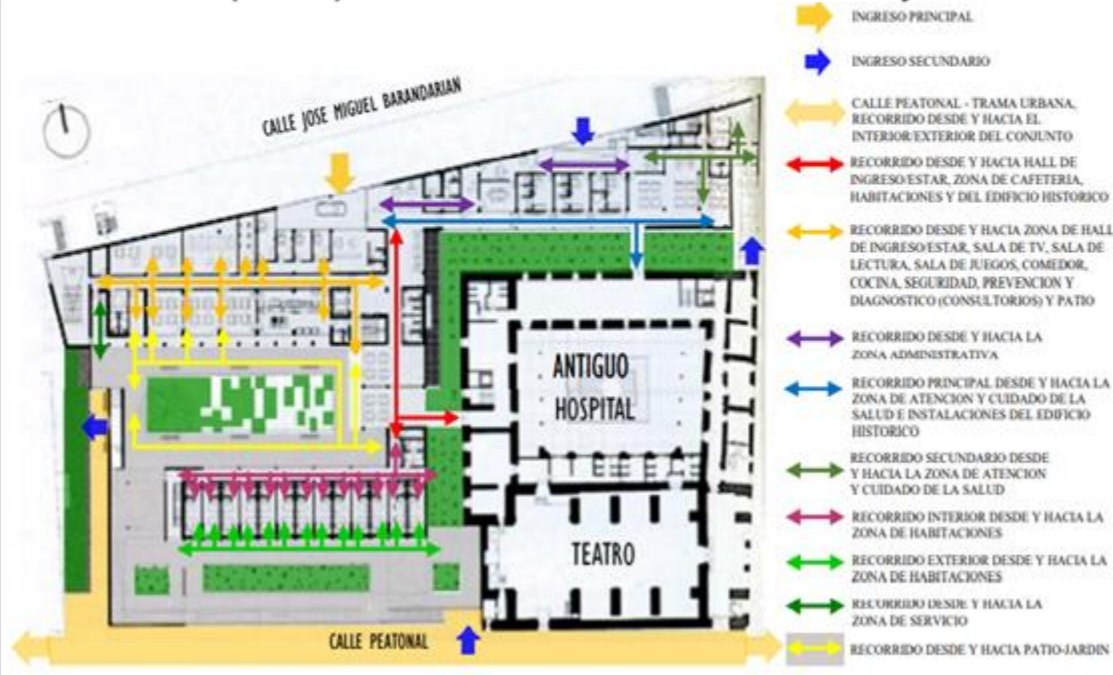 CALLE JOSE MIGUEL BARANDARIAN
ANTIGUO
HOSPITAL
TEATRO
CALLE PEATONAL
INGRESO PRINCIPAL
INGRESO SECUNDARIO
CALLE PEATONAL - TRAMA URBANA,
RECORRIDO DESDE Y HACIA EL
INTERIOR/EXTERIOR DEL CONJUNTO
RECORRIDO DESDE Y HACIA HALL DE
INGRESO/ESTAR, ZONA DE CAFETERIA,
HABITACIONES Y DEL EDIFICIO HISTORICO
RECORRIDO DESDE Y HACIA ZONA DE HALL
DE INGRESO/ESTAR, SALA DE TV, SALA DE
LECTURA, SALA DE JUEGOS, COMEDOR,
COCINA, SEGURIDAD, PREVENCION Y
DIAGNOSTICO (CONSULTORIOS) Y PATIO
RECORRIDO DESDE Y HACIA LA
ZONA ADMINISTRATIVA
RECORRIDO PRINCIPAL DESDE Y HACIA LA
ZONA DE ATENCION Y CUIDADO DE LA
SALUD E INSTALACIONES DEL EDIFICIO
HISTORICO
RECORRIDO SECUNDARIO DESDE
Y HACIA LA ZONA DE ATENCION
Y CUIDADO DE LA SALUD
RECORRIDO INTERIOR DESDE Y HACIA LA
ZONA DE HABITACIONES
RECORRIDO EXTERIOR DESDE Y HACIA LA
ZONA DE HABITACIONES
RECORRIDO DESDE Y HACIA LA
ZONA DE SERVICIO
RECORRIDO DESDE Y HACIA PATIO-JARDIN